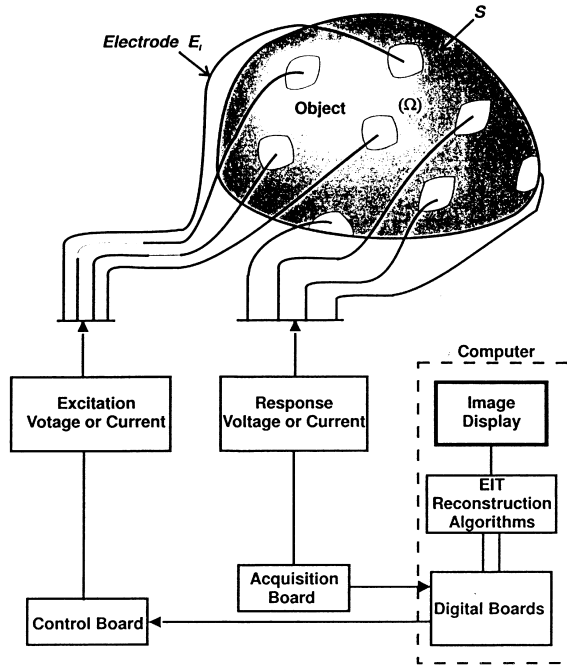 S
Electrode Ei
Object
(Ω)
Computer
Excitation
Votage or Current
Response
Voltage or Current
Image
Display
EIT
Reconstruction
Algorithms
Acquisition
Board
Digital Boards
Control Board